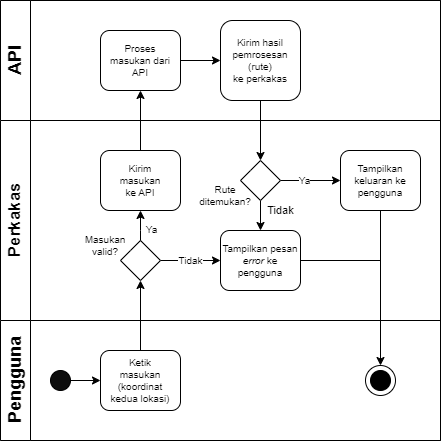 API
Proses
masukan dari
API
Kirim hasil
pemrosesan
(rute)
ke perkakas
Perkakas
Kirim
masukan
ke API
Rute
ditemukan?
Ya
Tampilkan
keluaran ke
pengguna
Tidak
Masukan
valid?
Ya
Tidak
Tampilkan pesan
error ke
pengguna
Pengguna
Ketik
masukan
(koordinat
kedua lokasi)